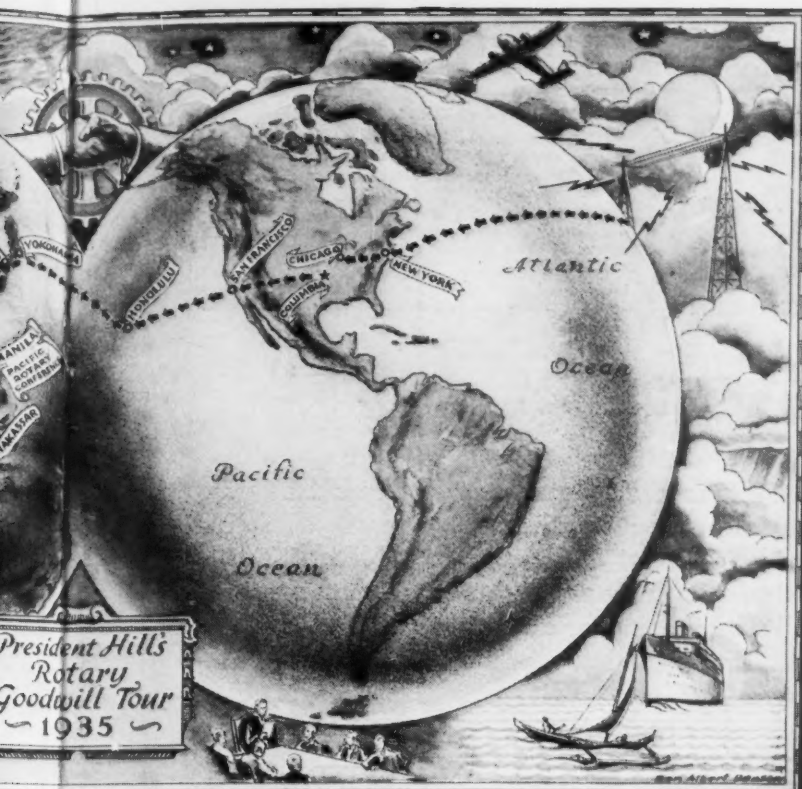 YOKOHAMA
HONOLULU
SAN FRANCISCO
CHICAGO
COLUMBIA
NEW YORK
Atlantic
Ocean
MANILA
PACIFIC
ROTARY
CONFERENCE
MAKASSAR
Pacific
Ocean
President Hill's
Rotary
Goodwill Tour
~ 1935 ~
Albert